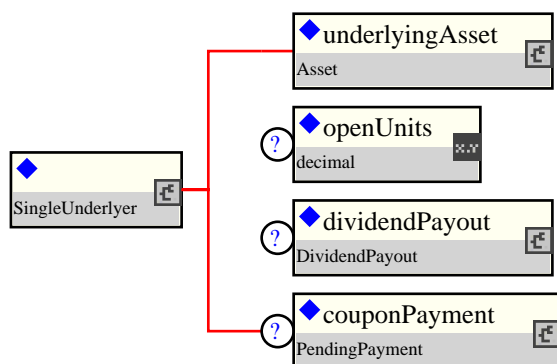 underlyingAsset
Asset
? openUnits
x.y
decimal
SingleUnderlyer
? dividendPayout
DividendPayout
? couponPayment
PendingPayment